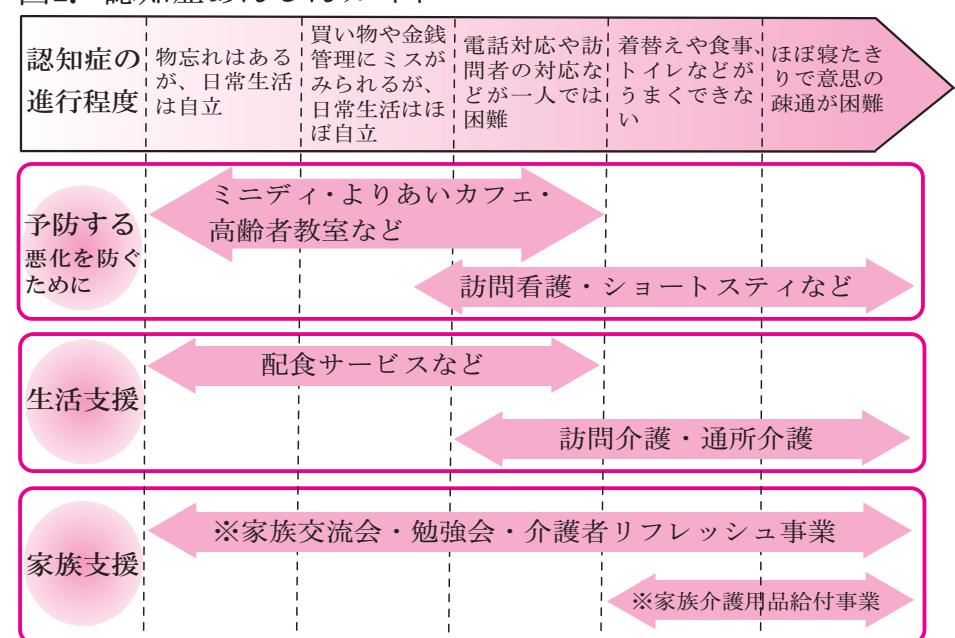 認知症の
進行程度
物忘れはある
が、日常生活
は自立
買い物や金銭
管理にミスが
みられるが、
日常生活はほ
ぼ自立
電話対応や訪
問者の対応な
どが一人では
困難
着替えや食事、
トイレなどが
うまくできな
い
ほぼ寝たき
りで意思の
疎通が困難
予防する
悪化を防ぐ
ために
ミニディ・よりあいカフェ・
高齢者教室など
訪問看護・ショートスティなど
生活支援
配食サービスなど
訪問介護・通所介護
家族支援
※家族交流会・勉強会・介護者リフレッシュ事業
※家族介護用品給付事業